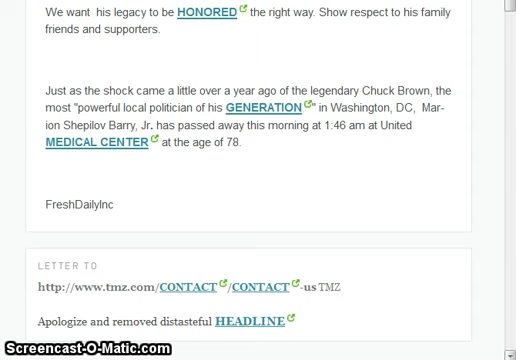 We want his legacy to be HONORED the right way. Show respect to his family
friends and supporters.
Just as the shock came a little over a year ago of the legendary Chuck Brown, the
most "powerful local politician of his GENERATION" in Washington, DC, Mar-
ion Shepilov Barry, Jr. has passed away this morning at 1:46 am at United
MEDICAL CENTER at the age of 78.
FreshDailyInc
LETTER TO
http://www.tmz.com/CONTACT/CONTACT-us TMZ
Apologize and removed distasteful HEADLINE
Screencast-O-Matic.com